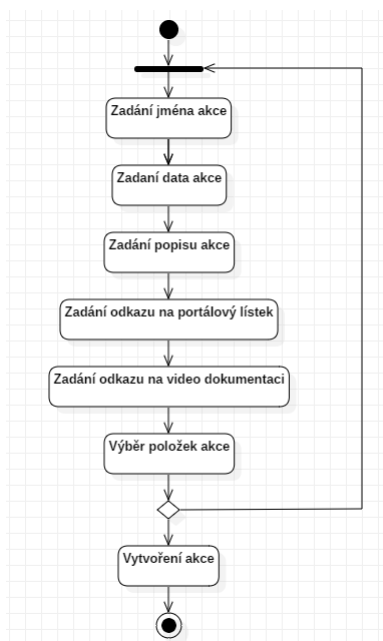 Zadání jména akce
Zadaní data akce
Zadání popisu akce
Zadání odkazu na portálový lístek
Zadání odkazu na video dokumentaci
Výběr položek akce
Vytvoření akce